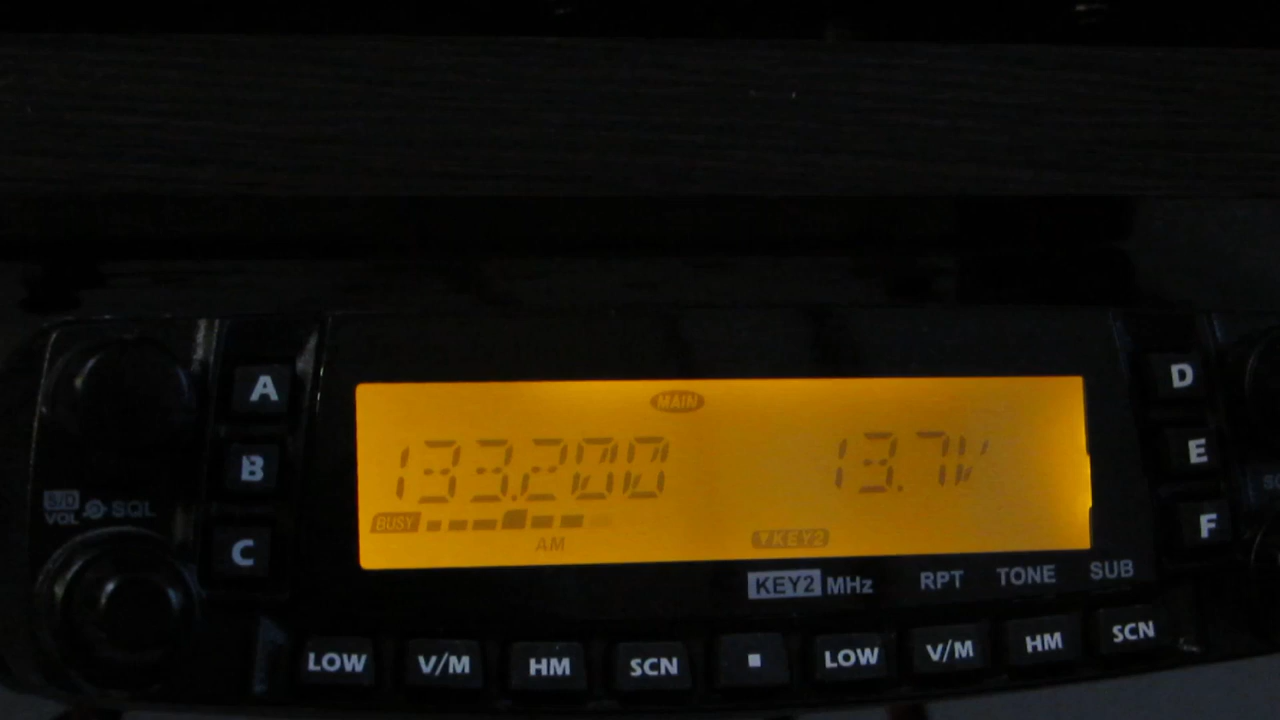 MAIN
A
133.200
13.7V
D
B
E
S/D
VOL
SQL
BUSY
F
C
AM
▼KEY2
KEY2 MHz RPT TONE SUB
LOW V/M HM SCN ■ LOW V/M HM SCN